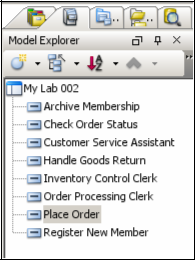 Model Explorer
My Lab 002
Archive Membership
Check Order Status
Customer Service Assistant
Handle Goods Return
Inventory Control Clerk
Order Processing Clerk
Place Order
Register New Member